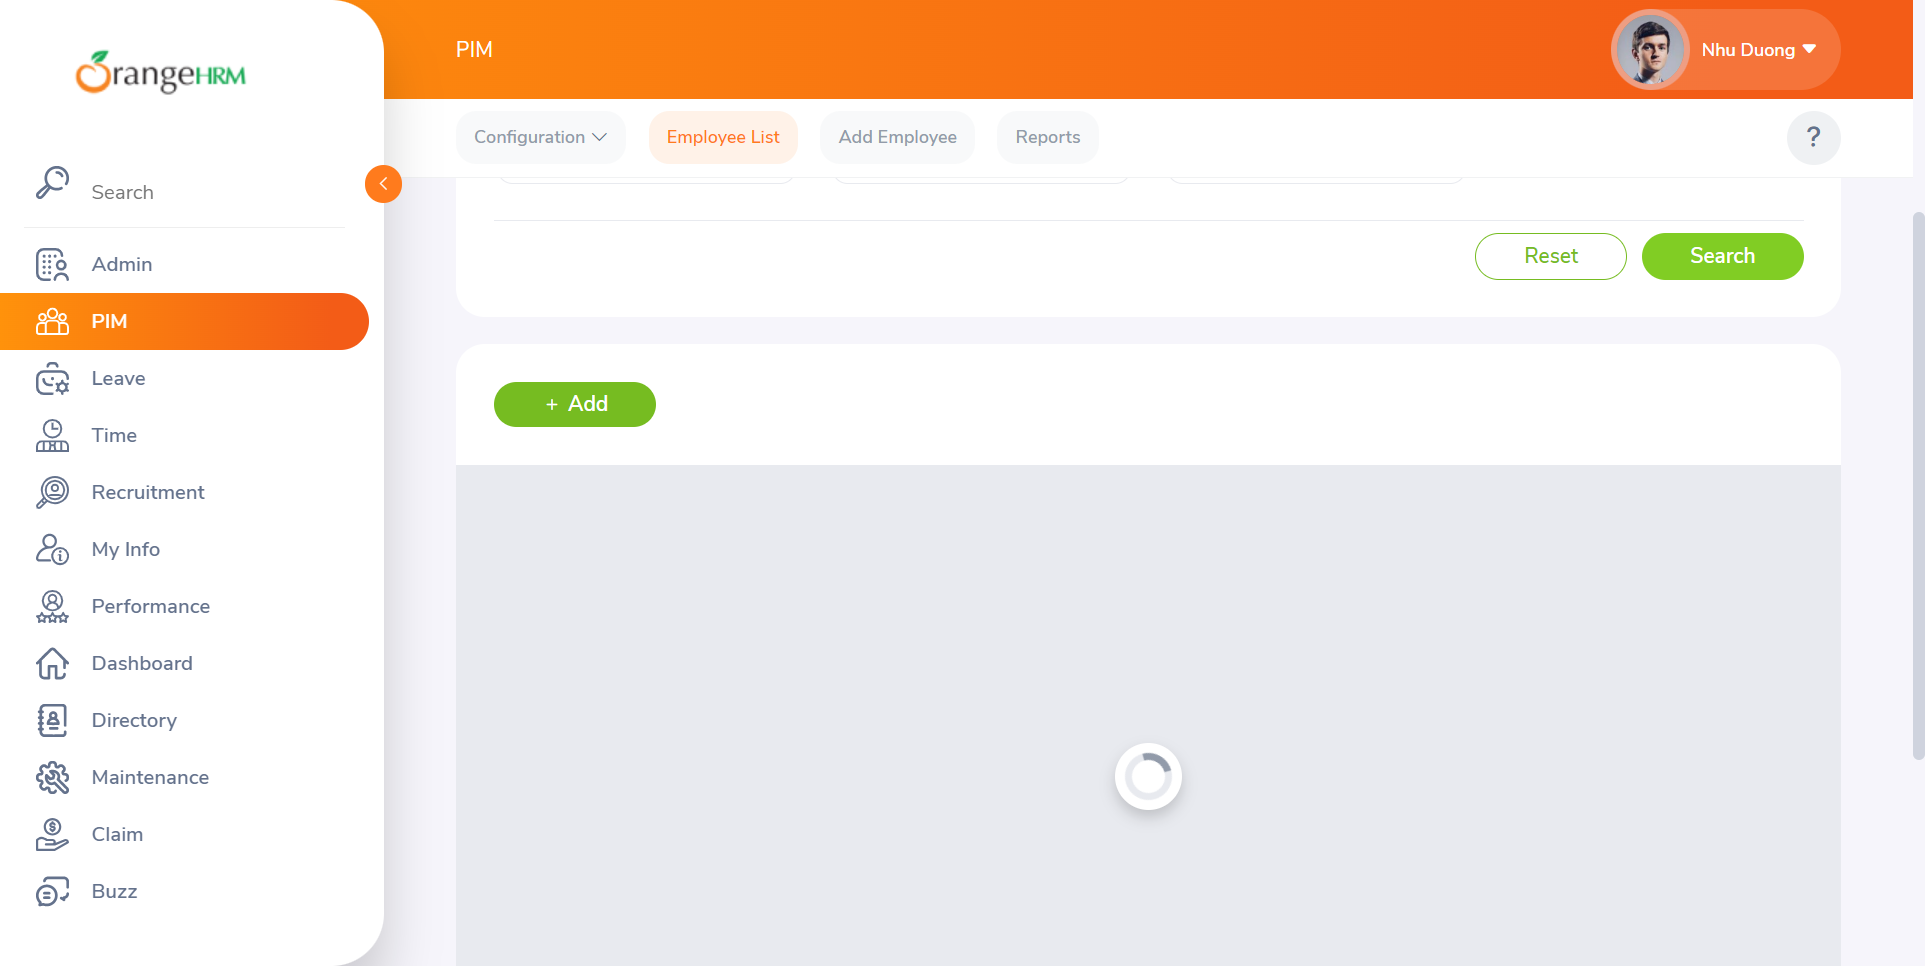 OrangeHRM
PIM
Nhu Duong
Configuration
Employee List
Add Employee
Reports
?
Search
Admin
PIM
Leave
Time
Recruitment
My Info
Performance
Dashboard
Directory
Maintenance
Claim
Buzz
Reset
Search
+ Add